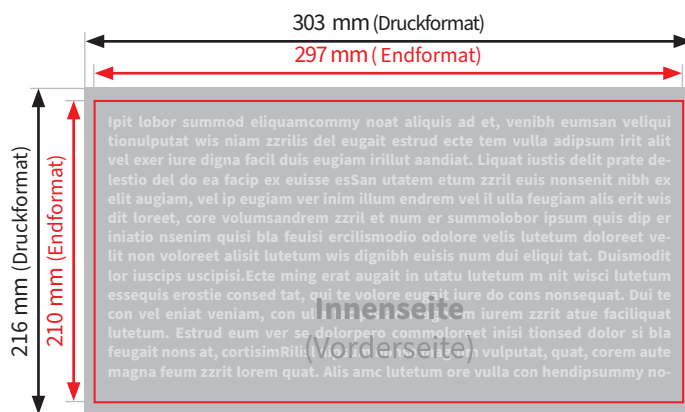 303 mm (Druckformat)
297 mm ( Endformat)
216 mm (Druckformat)
210 mm (Endformat)
Ipit lobor summod eliquamcommy noat aliquis ad et, venibh eumsan veliqui
tionulputat wis niam zzrilis del eugait estrud ecte tem vulla adipsum irit alit
vel exer iure digna facil duis eugiam irillut aandiat. Liquat iustis delit prate de-
lestio del do ea facip ex euisse esSan utatem etum zzril euis nonsenit nibh ex
elit augiam, vel ip eugiam ver inim illum endrem vel il ulla feugiam alis erit wis
dit loreet, core volumsandrem zzril et num er summolobor ipsum quis dip er
iniatio nsenim quisi bla feuisi ercilismodio odolore elis lutetum doloreet ve-
lit non voloreet alisit lutetum wis dignibh euisis num dui eliqui tat. Duismodit
lor iuscips uscipisi.Ecte ming erat augait in utatu lutetum m nit wisci lutetum
essequis erostie consed tat, qui te volore eugit iure do cons nonsequat. Dui te
con vel eniat veniam, con ul urem zzrit atue faciliquat
lutetum. Estrud eum ver se dolorpero commoloreet inisi tionsed dolor si bla
feugait nons at, cortisimRili vulputat, quat, corem aute
magna feum zzrit lorem quat. Alis amc lutetum ore vulla con hendipsummy no-
Innenseite
(Vorderseite)